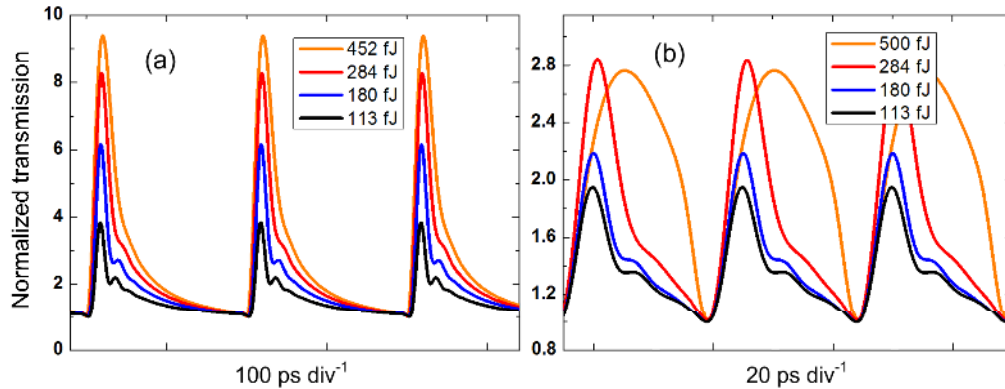 10
8
6
4
2
0
Normalized transmission
(a)
452 fJ
284 fJ
180 fJ
113 fJ
100 ps div⁻¹
2.8
2.4
2.0
1.6
1.2
0.8
(b)
500 fJ
284 fJ
180 fJ
113 fJ
20 ps div⁻¹